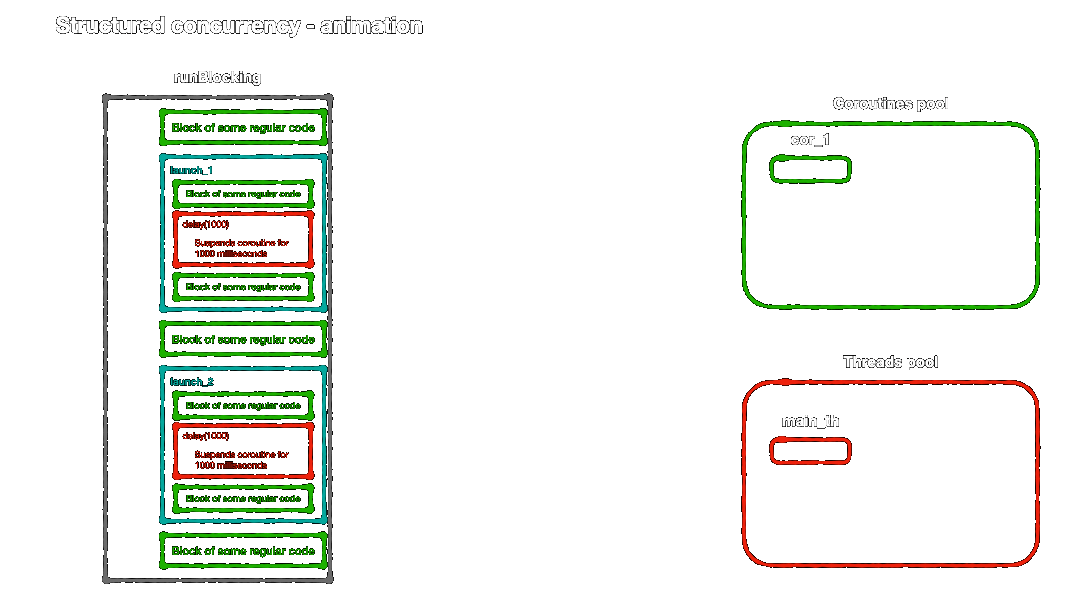 Structured concurrency - animation
runBlocking
Block of some regular code
launch_1
Block of some regular code
delay(1000)
Suspends coroutine for
1000 milliseconds
Block of some regular code
Block of some regular code
launch_2
Block of some regular code
delay(1000)
Suspends coroutine for
1000 milliseconds
Block of some regular code
Block of some regular code
Coroutines pool
cor_1
Threads pool
main_th